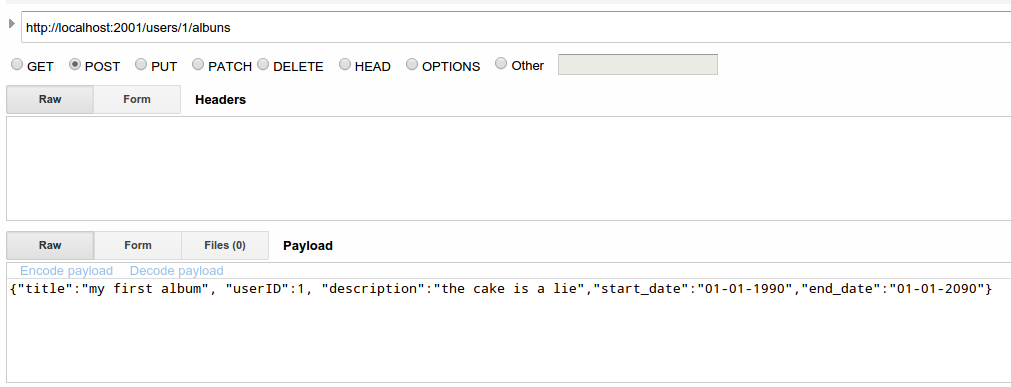 http://localhost:2001/users/1/albuns
GET POST PUT PATCH DELETE HEAD OPTIONS Other
Raw Form Headers
Raw Form Files (0) Payload
Encode payload Decode payload
{"title":"my first album", "userID":1, "description":"the cake is a lie","start_date":"01-01-1990","end_date":"01-01-2090"}